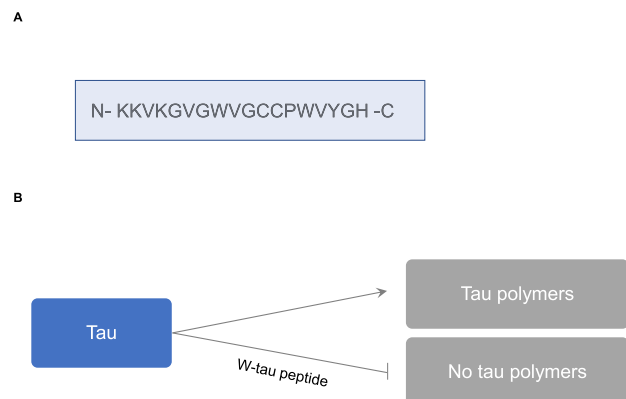 A
N- KKVKGVGWVGCCPWVYGH -C
B
Tau polymers
Tau
W-tau peptide
No tau polymers